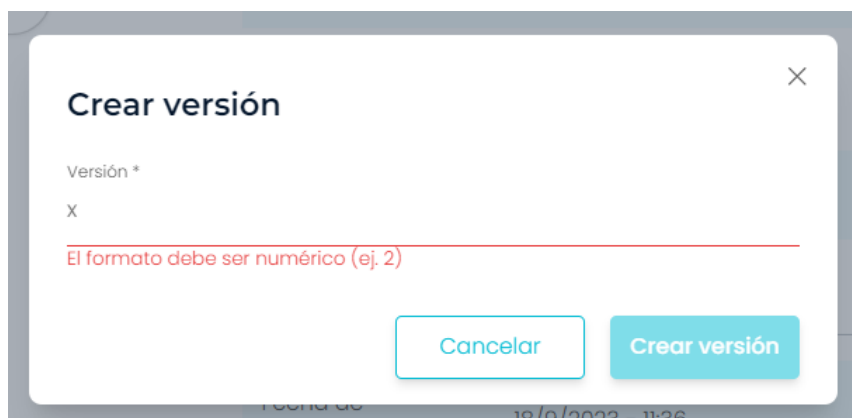 Crear versión
Versión *
x
El formato debe ser numérico (ej. 2)
Cancelar
Crear versión